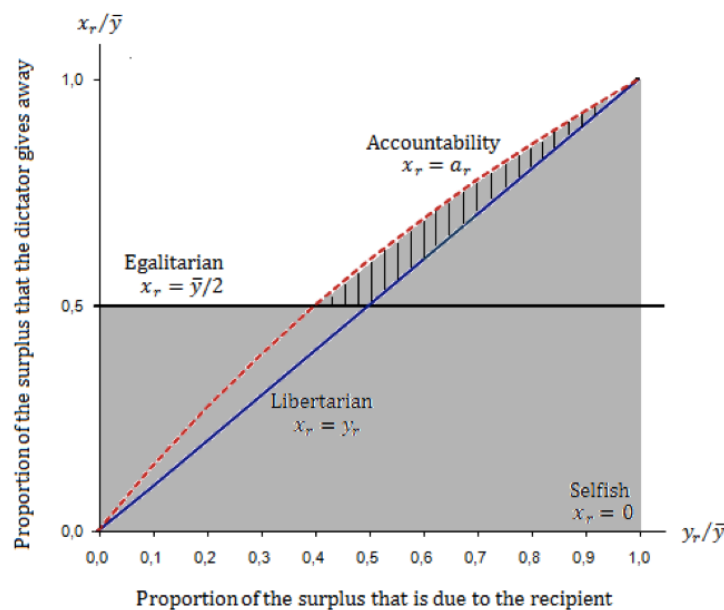 x_r/ȳ
Proportion of the surplus that the dictator gives away
1,0
Accountability
x_r = a_r
Egalitarian
x_r = ȳ/2
0,5
Libertarian
x_r = y_r
Selfish
x_r = 0
0,0
y_r/ȳ
0,0 0,1 0,2 0,3 0,4 0,5 0,6 0,7 0,8 0,9 1,0
Proportion of the surplus that is due to the recipient